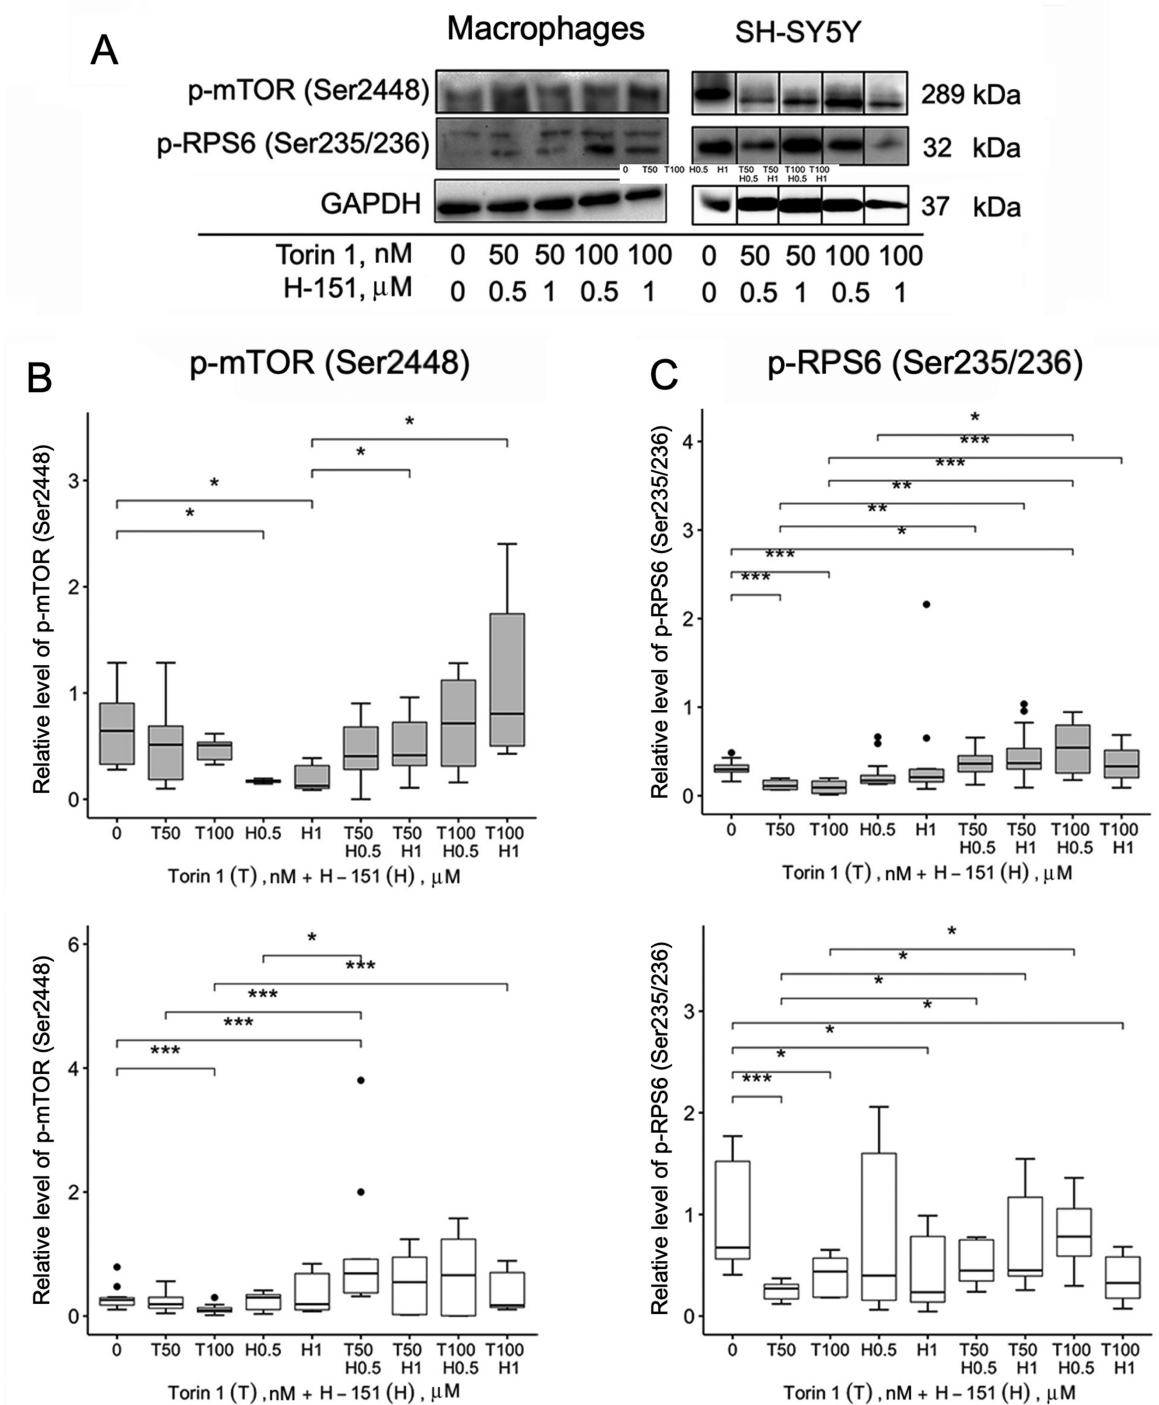 A
Macrophages SH-SY5Y
p-mTOR (Ser2448) 289 kDa
p-RPS6 (Ser235/236) 32 kDa
0 T50 T100 H0.5 H1 T50 T50 T100 T100
H0.5 H1 H0.5 H1
GAPDH 37 kDa
Torin 1, nM 0 50 50 100 100 0 50 50 100 100
H-151, μM 0 0.5 1 0.5 1 0 0.5 1 0.5 1
B
p-mTOR (Ser2448)
Relative level of p-mTOR (Ser2448)
*
*
*
*
3
2
1
0
0 T50 T100 H0.5 H1 T50 T50 T100 T100
H0.5 H1 H0.5 H1
Torin 1 (T) , nM + H – 151 (H) , μM
C
p-RPS6 (Ser235/236)
Relative level of p-RPS6 (Ser235/236)
*
***
***
**
**
*
***
***
4
3
2
1
0
0 T50 T100 H0.5 H1 T50 T50 T100 T100
H0.5 H1 H0.5 H1
Torin 1 (T) , nM + H – 151 (H) , μM
Relative level of p-mTOR (Ser2448)
*
***
***
***
***
6
4
2
0
0 T50 T100 H0.5 H1 T50 T50 T100 T100
H0.5 H1 H0.5 H1
Torin 1 (T) , nM + H – 151 (H) , μM
Relative level of p-RPS6 (Ser235/236)
*
*
*
*
*
*
***
3
2
1
0
0 T50 T100 H0.5 H1 T50 T50 T100 T100
H0.5 H1 H0.5 H1
Torin 1 (T) , nM + H – 151 (H) , μM